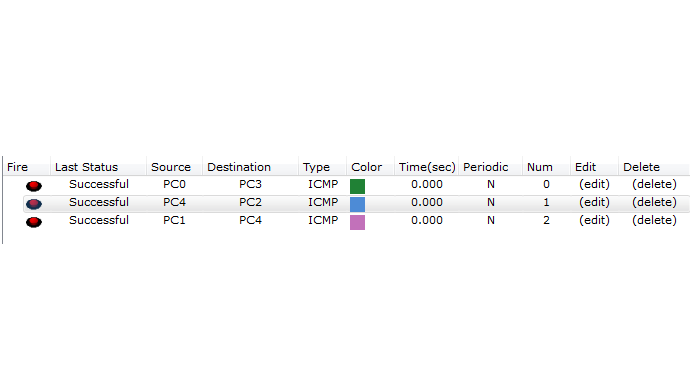 Fire Last Status Source Destination Type Color Time(sec) Periodic Num Edit Delete
Successful PC0 PC3 ICMP 0.000 N 0 (edit) (delete)
Successful PC4 PC2 ICMP 0.000 N 1 (edit) (delete)
Successful PC1 PC4 ICMP 0.000 N 2 (edit) (delete)